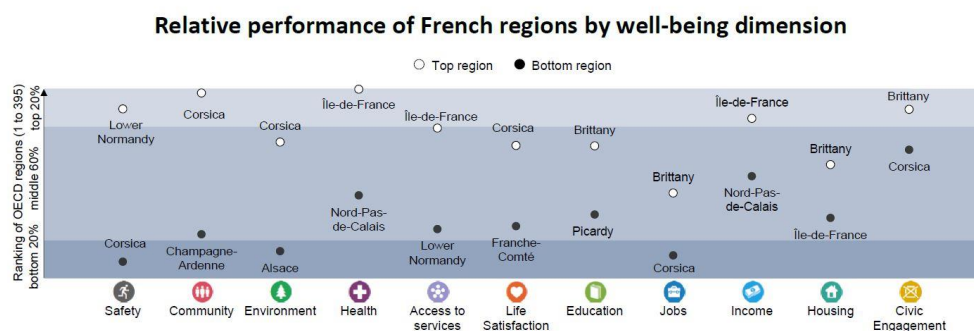 Relative performance of French regions by well-being dimension
Top region
Bottom region
Ranking of OECD regions (1 to 395)
top 20%
middle 60%
bottom 20%
Lower
Normandy
Corsica
Corsica
Champagne-
Ardenne
Corsica
Alsace
Île-de-France
Nord-Pas-
de-Calais
Île-de-France
Lower
Normandy
Corsica
Franche-
Comté
Brittany
Picardy
Brittany
Corsica
Île-de-France
Nord-Pas-
de-Calais
Brittany
Île-de-France
Brittany
Corsica
Safety
Community
Environment
Health
Access to
services
Life
Satisfaction
Education
Jobs
Income
Housing
Civic
Engagement